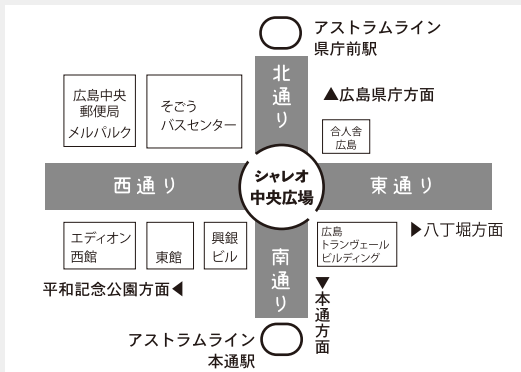 アストラムライン
県庁前駅
北通り
▲広島県庁方面
広島中央
郵便局
メルパルク
そごう
バスセンター
合人舎
広島
西通り
シャレオ
中央広場
東通り
エディオン
西館
東館
興銀
ビル
南通り
広島
トランヴェール
ビルディング
▶八丁堀方面
平和記念公園方面◀
▼本通方面
アストラムライン
本通駅